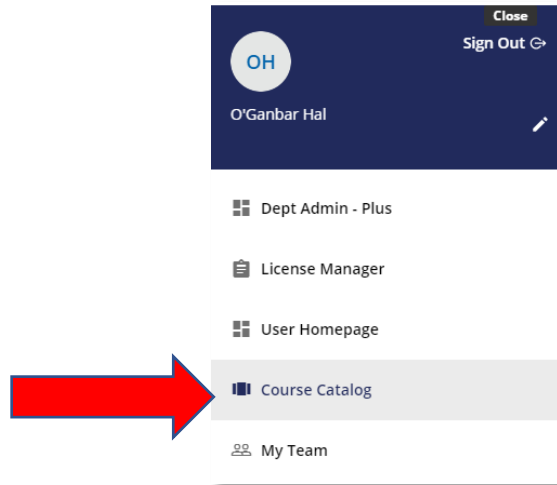 Close
Sign Out
OH
O'Ganbar Hal
Dept Admin - Plus
License Manager
User Homepage
Course Catalog
My Team